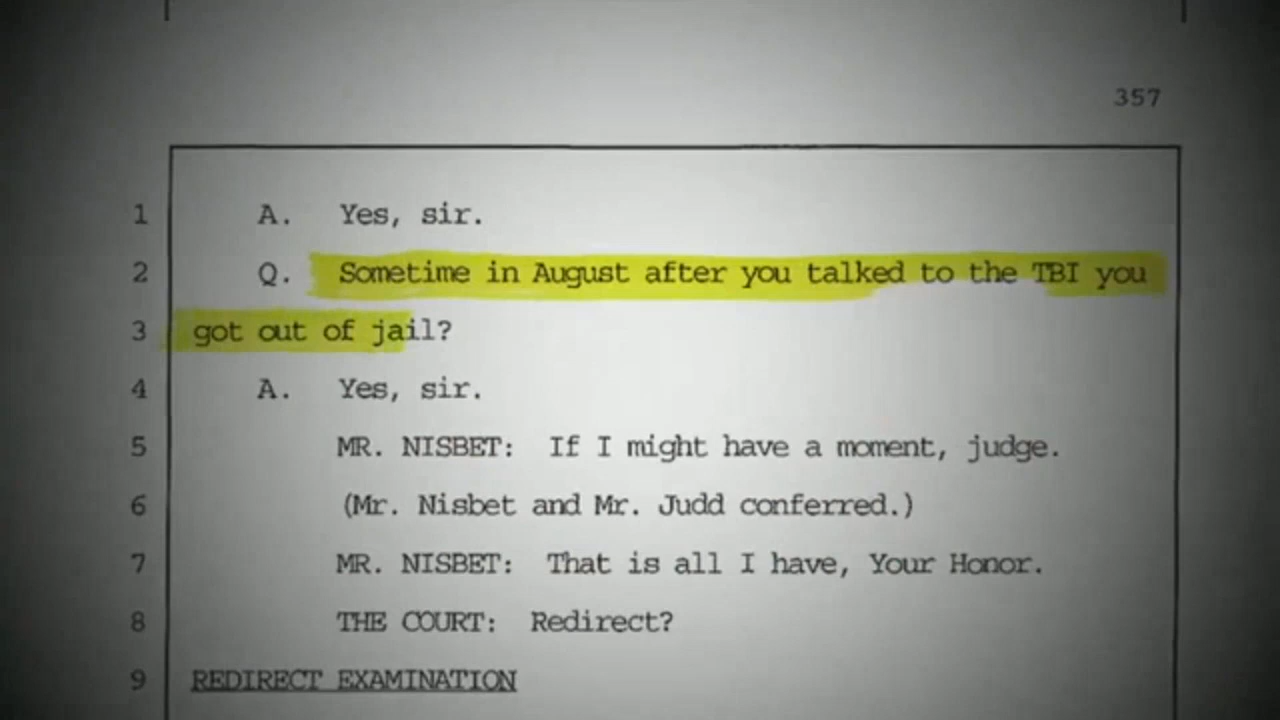 357
1 A. Yes, sir.
2 Q. Sometime in August after you talked to the TBI you
3 got out of jail?
4 A. Yes, sir.
5 MR. NISBET: If I might have a moment, judge.
6 (Mr. Nisbet and Mr. Judd conferred.)
7 MR. NISBET: That is all I have, Your Honor.
8 THE COURT: Redirect?
9 REDIRECT EXAMINATION